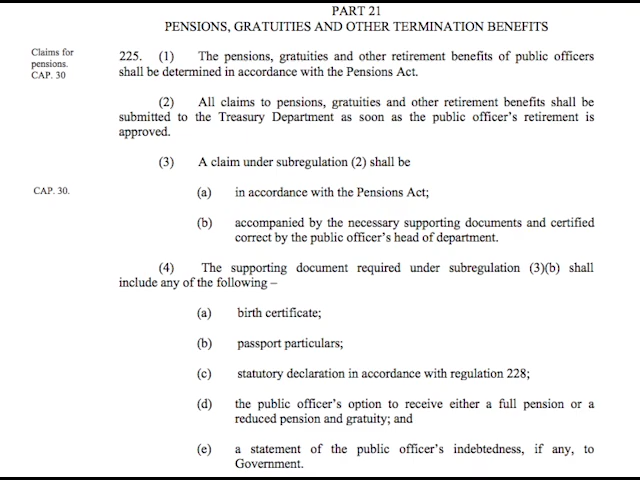 PART 21
PENSIONS, GRATUITIES AND OTHER TERMINATION BENEFITS
Claims for
pensions.
CAP. 30
225. (1) The pensions, gratuities and other retirement benefits of public officers
shall be determined in accordance with the Pensions Act.
(2) All claims to pensions, gratuities and other retirement benefits shall be
submitted to the Treasury Department as soon as the public officer's retirement is
approved.
(3) A claim under subregulation (2) shall be
CAP. 30.
(a) in accordance with the Pensions Act;
(b) accompanied by the necessary supporting documents and certified
correct by the public officer's head of department.
(4) The supporting document required under subregulation (3)(b) shall
include any of the following –
(a) birth certificate;
(b) passport particulars;
(c) statutory declaration in accordance with regulation 228;
(d) the public officer's option to receive either a full pension or a
reduced pension and gratuity; and
(e) a statement of the public officer's indebtedness, if any, to
Government.